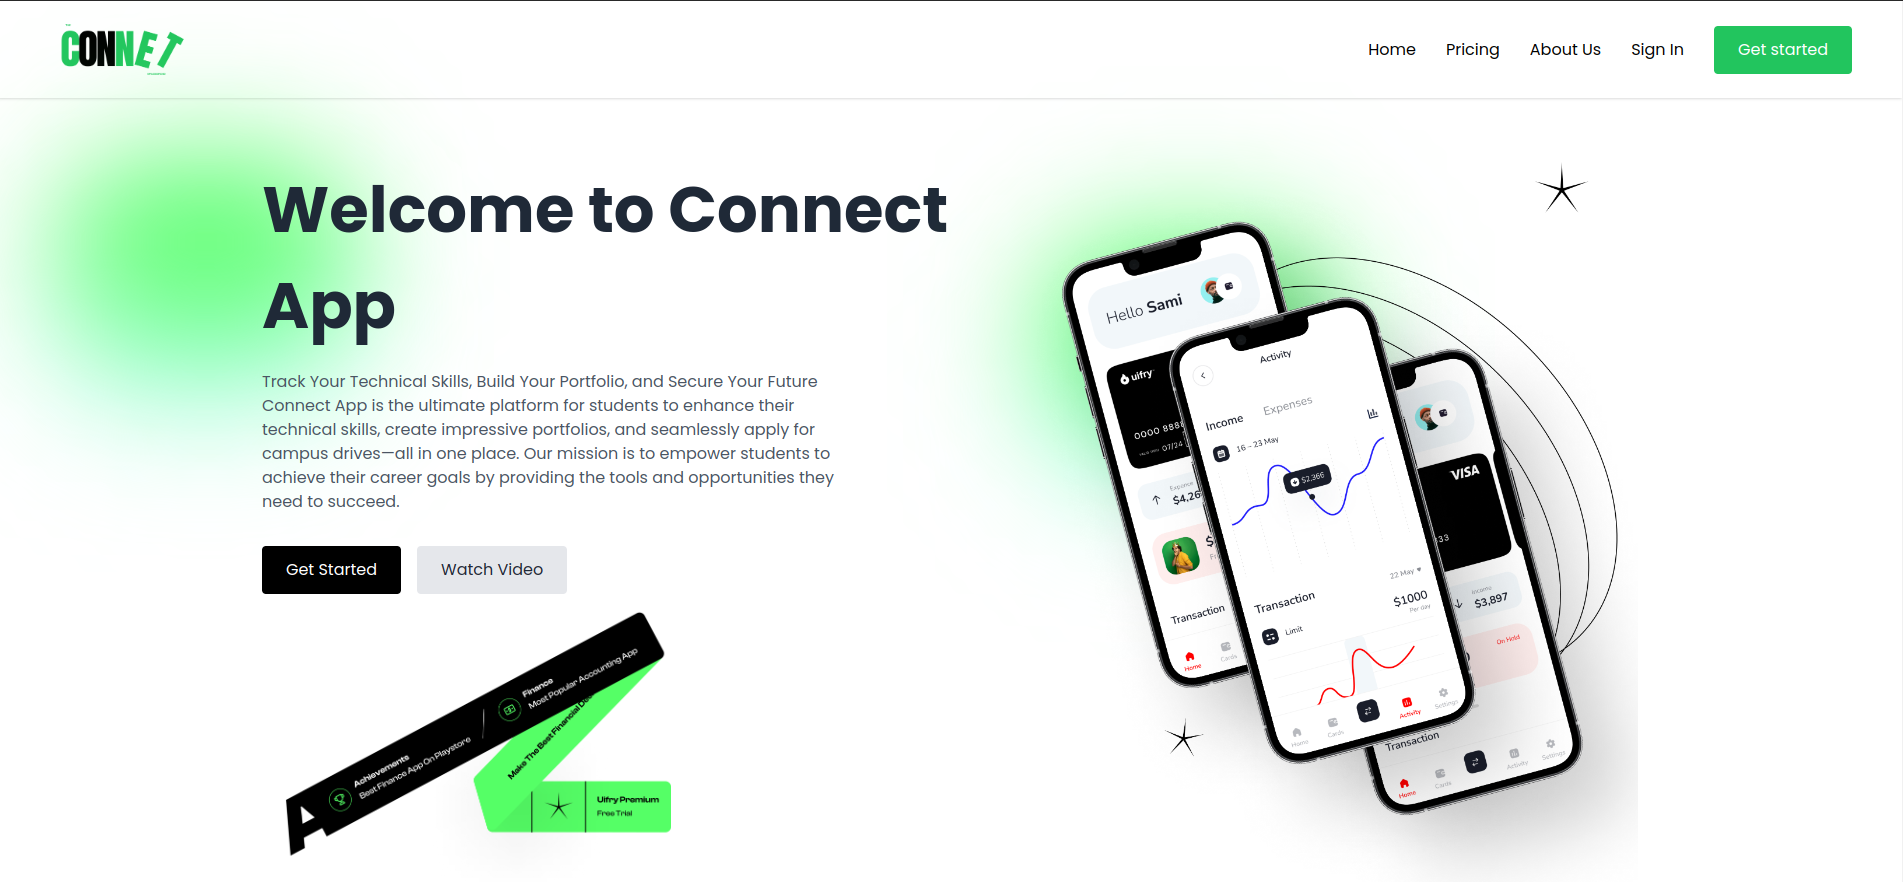 CONNET
Home
Pricing
About Us
Sign In
Get started
Welcome to Connect
App
Track Your Technical Skills, Build Your Portfolio, and Secure Your Future
Connect App is the ultimate platform for students to enhance their
technical skills, create impressive portfolios, and seamlessly apply for
campus drives—all in one place. Our mission is to empower students to
achieve their career goals by providing the tools and opportunities they
need to succeed.
Get Started
Watch Video
Achievements
Best Finance App On Playstore
Finance
Most Popular Accounting App
Make The Best Financial
Uifry Premium
Free Trial
Hello Sami
uifry
0000 8888
07/24
Expense
$4,26
Transaction
Home
Cards
Activity
Income
Expenses
16 - 23 May
$2,366
22 May
Transaction
$1000
Per day
Limit
Home
Cards
Activity
Settings
VISA
33
Income
$3,897
On Hold
Transaction
Home
Cards
Activity
Settings